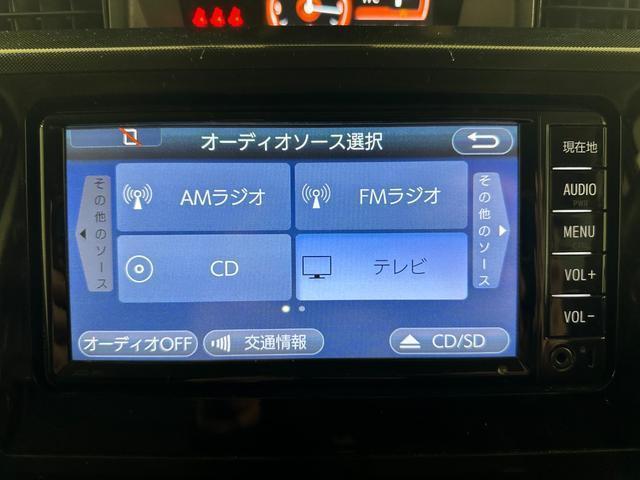 オーディオソース選択
現在地
その他のソース
AMラジオ
FMラジオ
その他のソース
AUDIO
PWR
MENU
CD
テレビ
VOL+
オーディオOFF
交通情報
CD/SD
VOL-